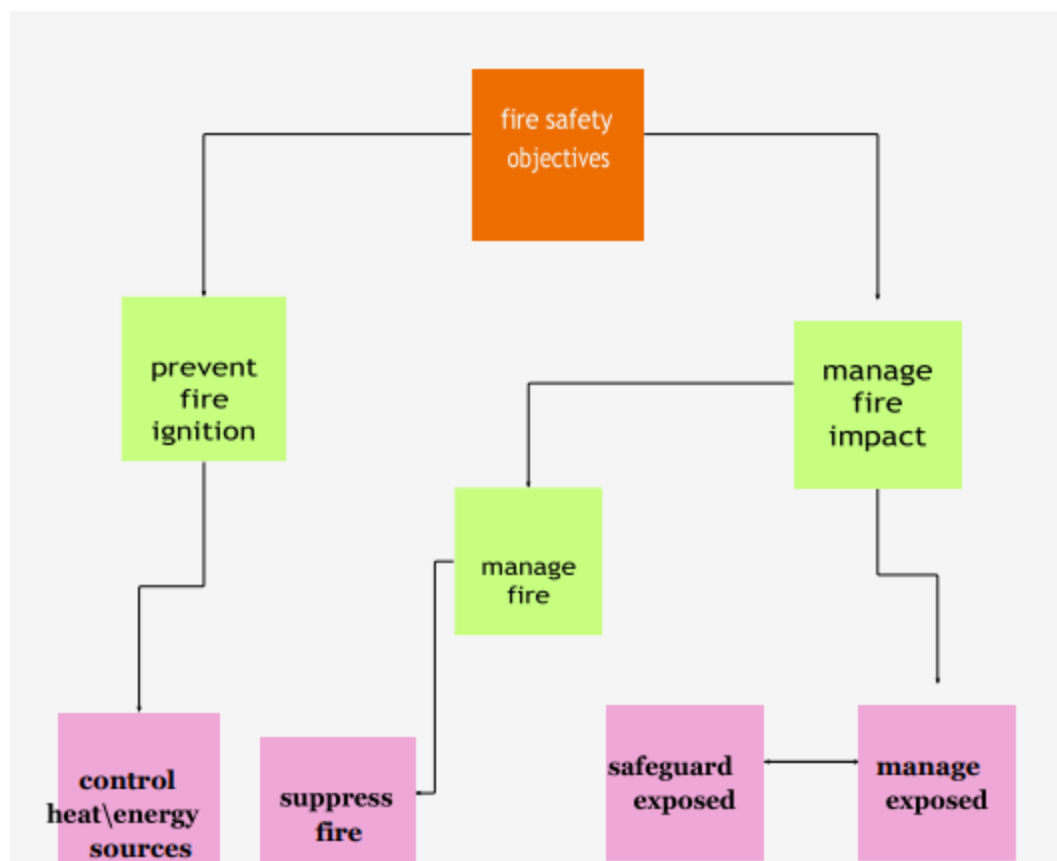 fire safety
objectives
prevent
fire
ignition
manage
fire
impact
manage
fire
control
heat\energy
sources
suppress
fire
safeguard
exposed
manage
exposed